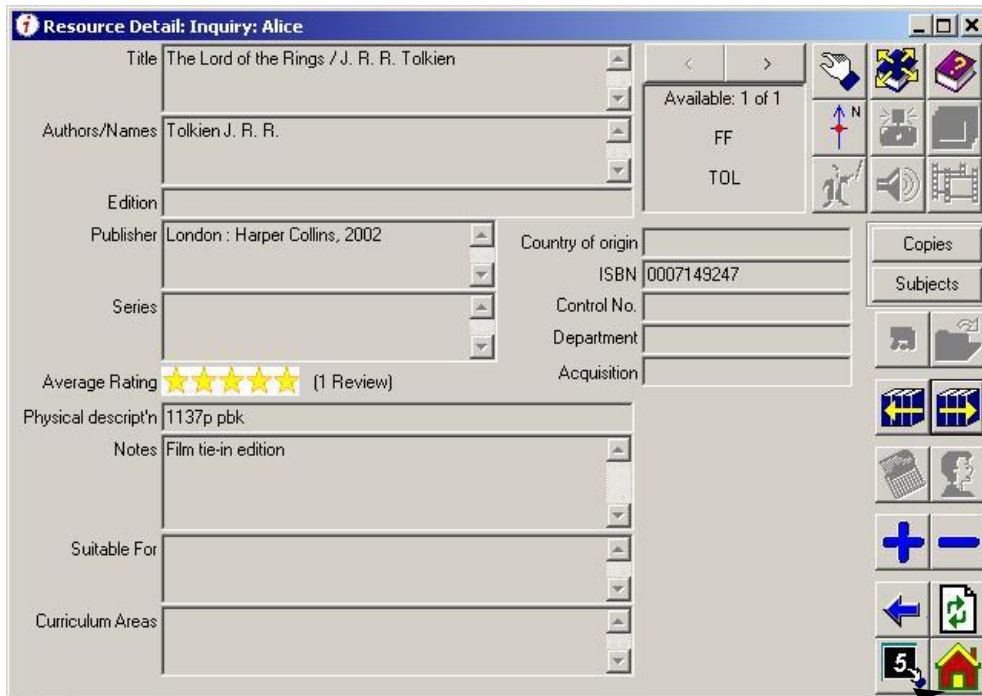 Resource Detail: Inquiry: Alice
Title The Lord of the Rings / J. R. R. Tolkien
< >
Available: 1 of 1
FF
TOL
N
Authors/Names Tolkien J. R. R.
Edition
Publisher London : Harper Collins, 2002
Series
Country of origin
ISBN 0007149247
Control No.
Department
Acquisition
Copies
Subjects
Average Rating (1 Review)
Physical descript'n 1137p pbk
Notes Film tie-in edition
Suitable For
Curriculum Areas
5